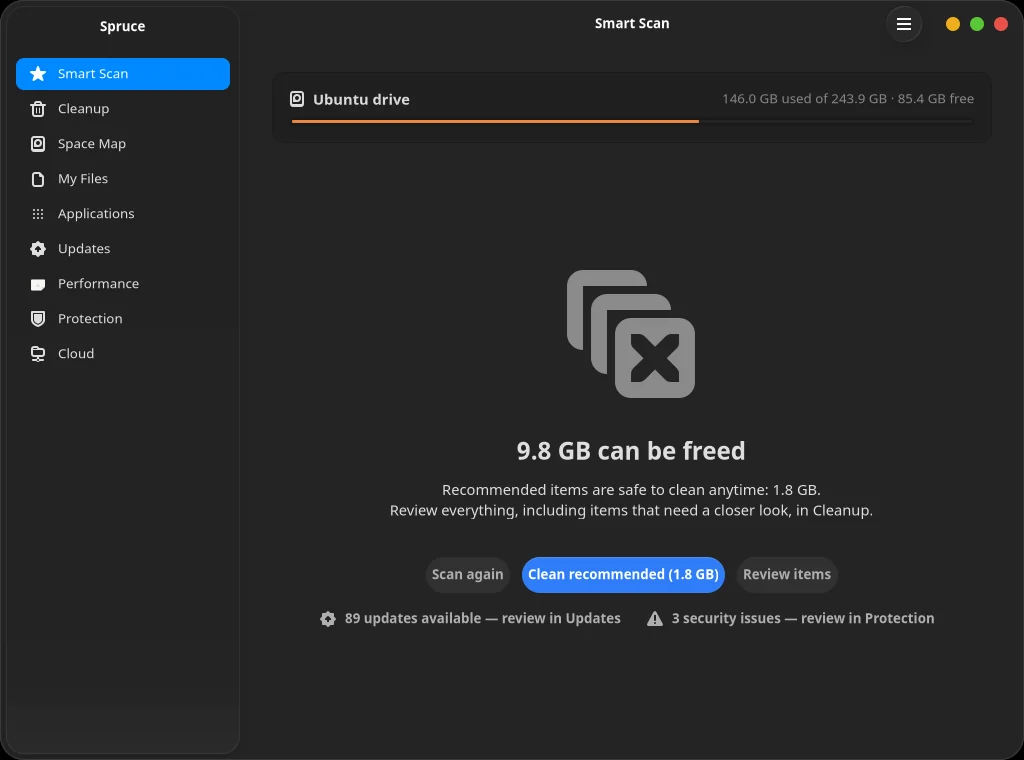 Spruce
Smart Scan
Cleanup
Space Map
My Files
Applications
Updates
Performance
Protection
Cloud
Smart Scan
Ubuntu drive
146.0 GB used of 243.9 GB · 85.4 GB free
9.8 GB can be freed
Recommended items are safe to clean anytime: 1.8 GB.
Review everything, including items that need a closer look, in Cleanup.
Scan again
Clean recommended (1.8 GB)
Review items
89 updates available — review in Updates
3 security issues — review in Protection